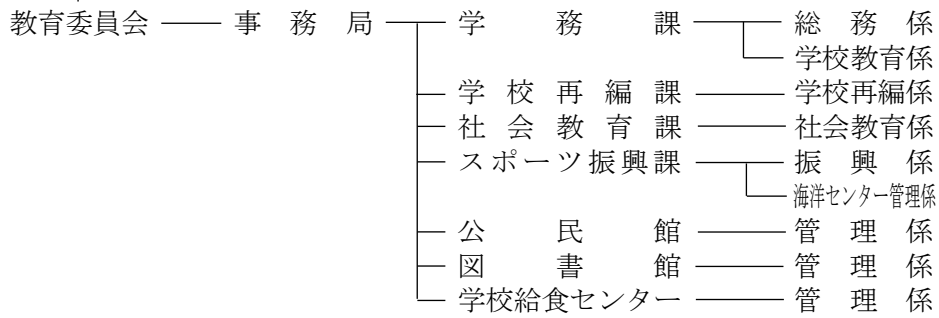 教育委員会 事務局 学務課 総務係
学校教育係
学校再編課 学校再編係
社会教育課 社会教育係
スポーツ振興課 振興係
海洋センター管理係
公民館 管理係
図書館 管理係
学校給食センター 管理係